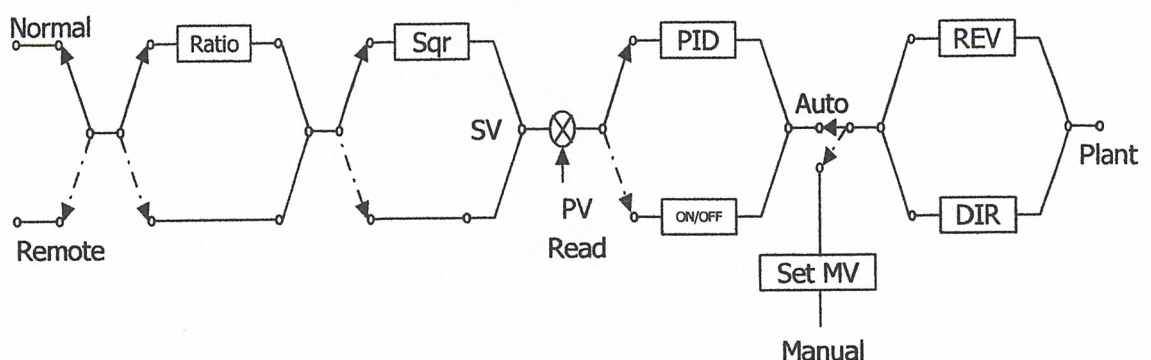 Normal
Ratio
Sqr
PID
REV
SV
Auto
Plant
Remote
PV
Read
ON/OFF
DIR
Set MV
Manual